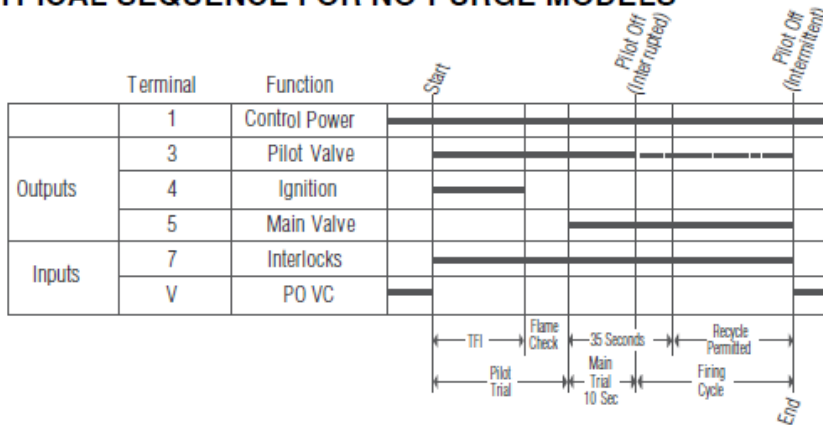 TYPICAL SEQUENCE FOR NO PURGE MODELS
Pilot Off
(Interrupted)
Pilot Off
(Intermittent)
Start
Terminal Function
1 Control Power
Outputs
3 Pilot Valve
4 Ignition
5 Main Valve
Inputs
7 Interlocks
V PO VC
TFI
Flame
Check
35 Seconds
Recycle
Permitted
Pilot
Trial
Main
Trial
10 Sec
Firing
Cycle
End